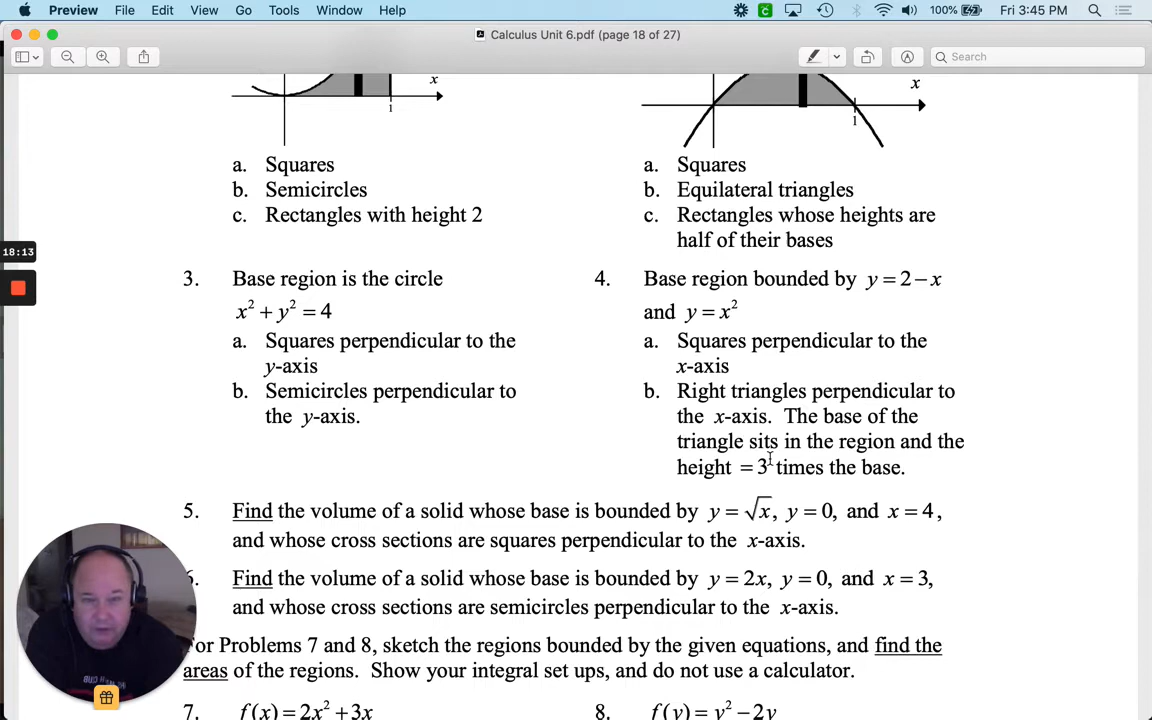 Preview File Edit View Go Tools Window Help 100% Fri 3:45 PM
Calculus Unit 6.pdf (page 18 of 27)
Search
x
1
x
1
a. Squares
b. Semicircles
c. Rectangles with height 2
a. Squares
b. Equilateral triangles
c. Rectangles whose heights are
half of their bases
18:13
3. Base region is the circle
x² + y² = 4
a. Squares perpendicular to the
y-axis
b. Semicircles perpendicular to
the y-axis.
4. Base region bounded by y = 2 – x
and y = x²
a. Squares perpendicular to the
x-axis
b. Right triangles perpendicular to
the x-axis. The base of the
triangle sits in the region and the
height = 3 times the base.
5. Find the volume of a solid whose base is bounded by y = √x, y = 0, and x = 4,
and whose cross sections are squares perpendicular to the x-axis.
6. Find the volume of a solid whose base is bounded by y = 2x, y = 0, and x = 3,
and whose cross sections are semicircles perpendicular to the x-axis.
For Problems 7 and 8, sketch the regions bounded by the given equations, and find the
areas of the regions. Show your integral set ups, and do not use a calculator.
7. f(x) = 2x² + 3x
8. f(y) = y² – 2y